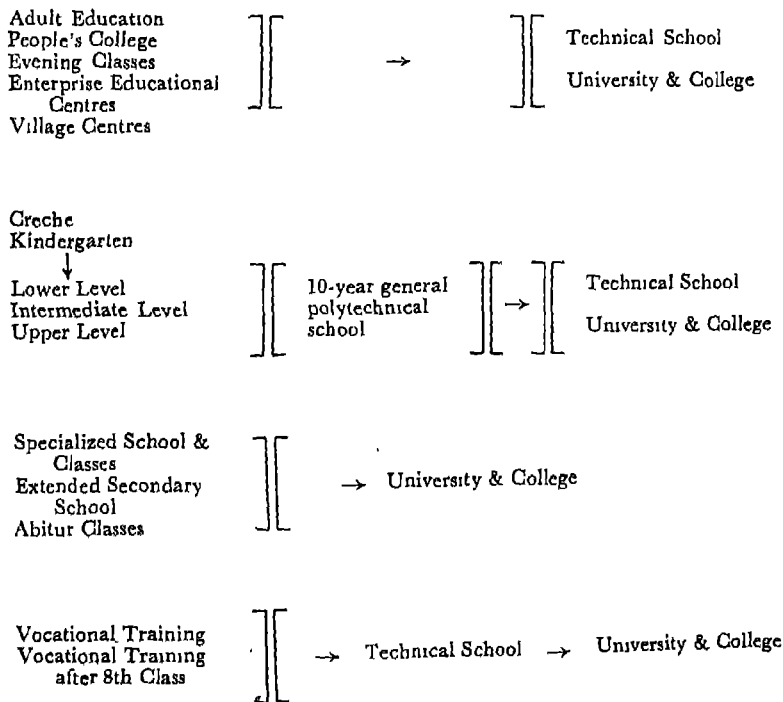 Adult Education
People's College
Evening Classes
Enterprise Educational
Centres
Village Centres
→
Technical School
University & College
Creche
Kindergarten
↓
Lower Level
Intermediate Level
Upper Level
10-year general
polytechnical
school
→
Technical School
University & College
Specialized School &
Classes
Extended Secondary
School
Abitur Classes
→ University & College
Vocational Training
Vocational Training
after 8th Class
→ Technical School → University & College